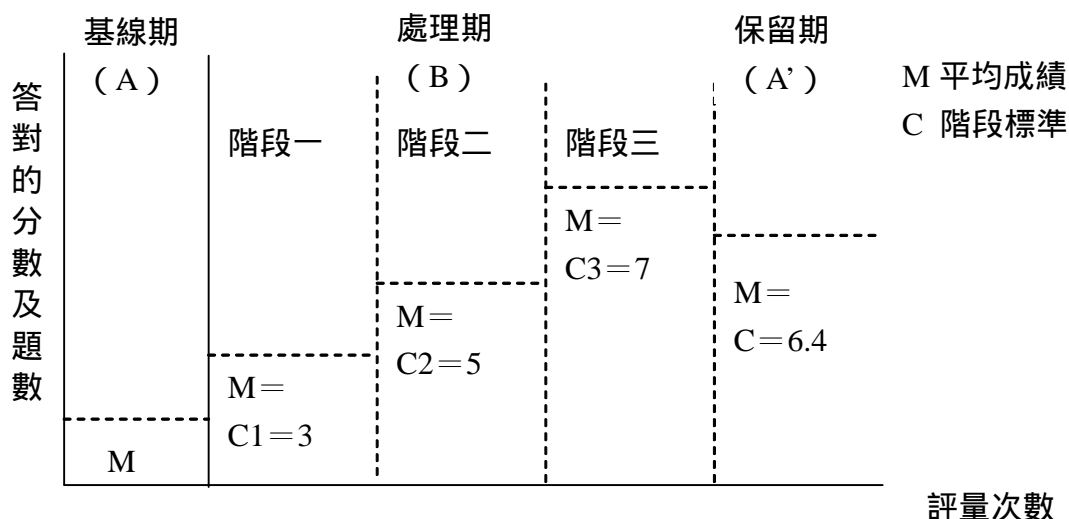 基線期
（A）
處理期
（B）
保留期
（A’）
M 平均成績
C 階段標準
答對的分數及題數
階段一
階段二
階段三
M＝
C3＝7
M＝
C＝6.4
M＝
C2＝5
M＝
C1＝3
M
評量次數